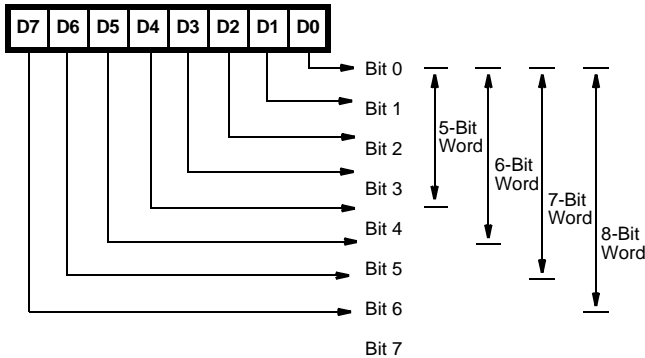 D7 D6 D5 D4 D3 D2 D1 D0
Bit 0
Bit 1
Bit 2
Bit 3
Bit 4
Bit 5
Bit 6
Bit 7
5-Bit
Word
6-Bit
Word
7-Bit
Word
8-Bit
Word